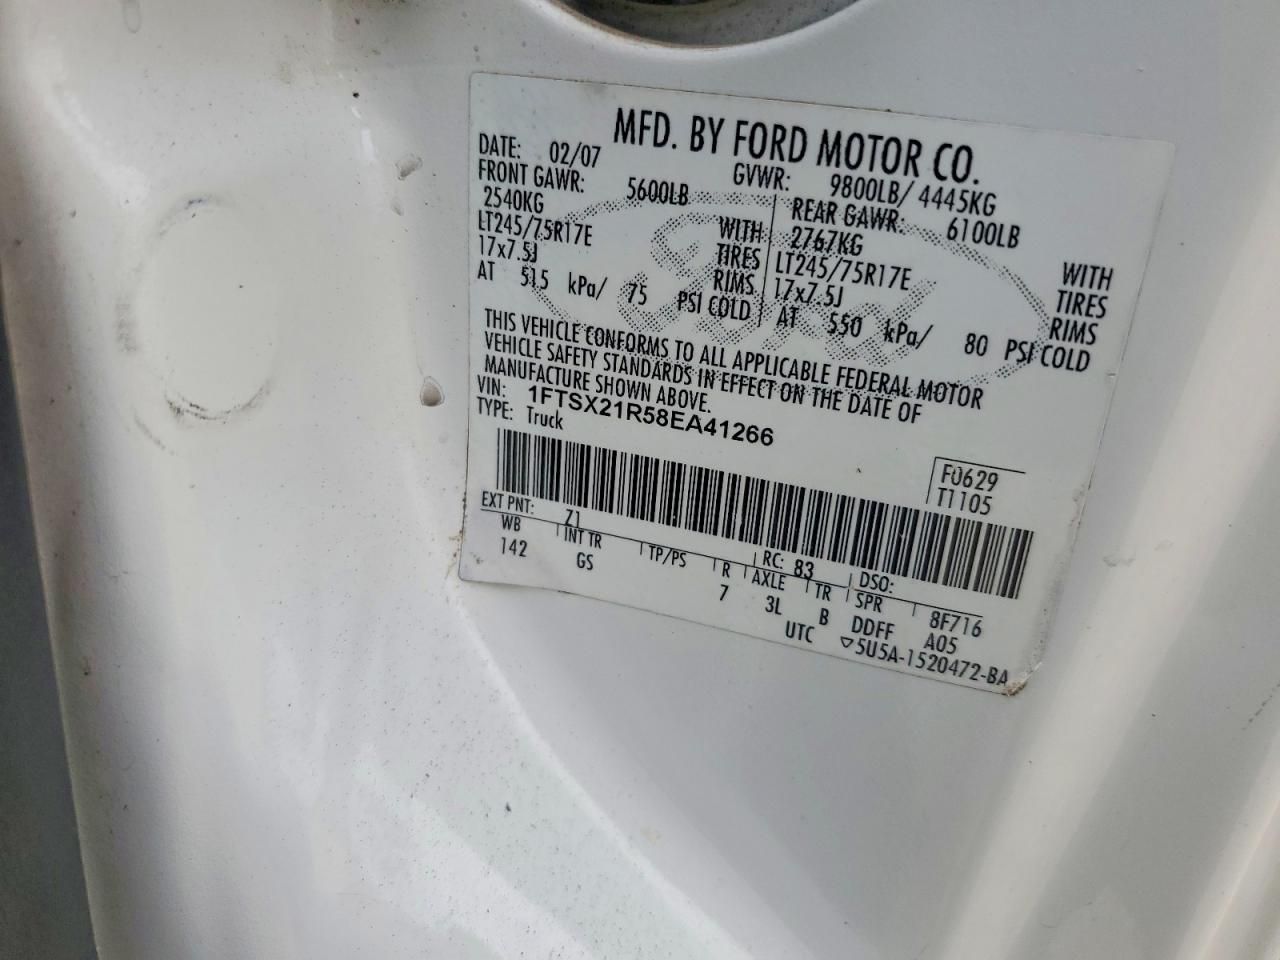 MFD. BY FORD MOTOR CO.
DATE: 02/07 GVWR: 9800LB/ 4445KG
FRONT GAWR: 5600LB REAR GAWR: 6100LB
2540KG WITH 2767KG WITH
LT245/75R17E TIRES LT245/75R17E TIRES
17x7.5J RIMS 17x7.5J RIMS
AT 515 kPa/ 75 PSI COLD AT 550 kPa/ 80 PSI COLD
THIS VEHICLE CONFORMS TO ALL APPLICABLE FEDERAL MOTOR
VEHICLE SAFETY STANDARDS IN EFFECT ON THE DATE OF
MANUFACTURE SHOWN ABOVE.
VIN: 1FTSX21R58EA41266
TYPE: Truck
F0629
T1105
EXT PNT: Z1 RC: 83 DSO:
WB INT TR TP/PS R AXLE TR SPR 8F716
142 GS 7 3L B DDFF A05
UTC ▽5U5A-1520472-BA